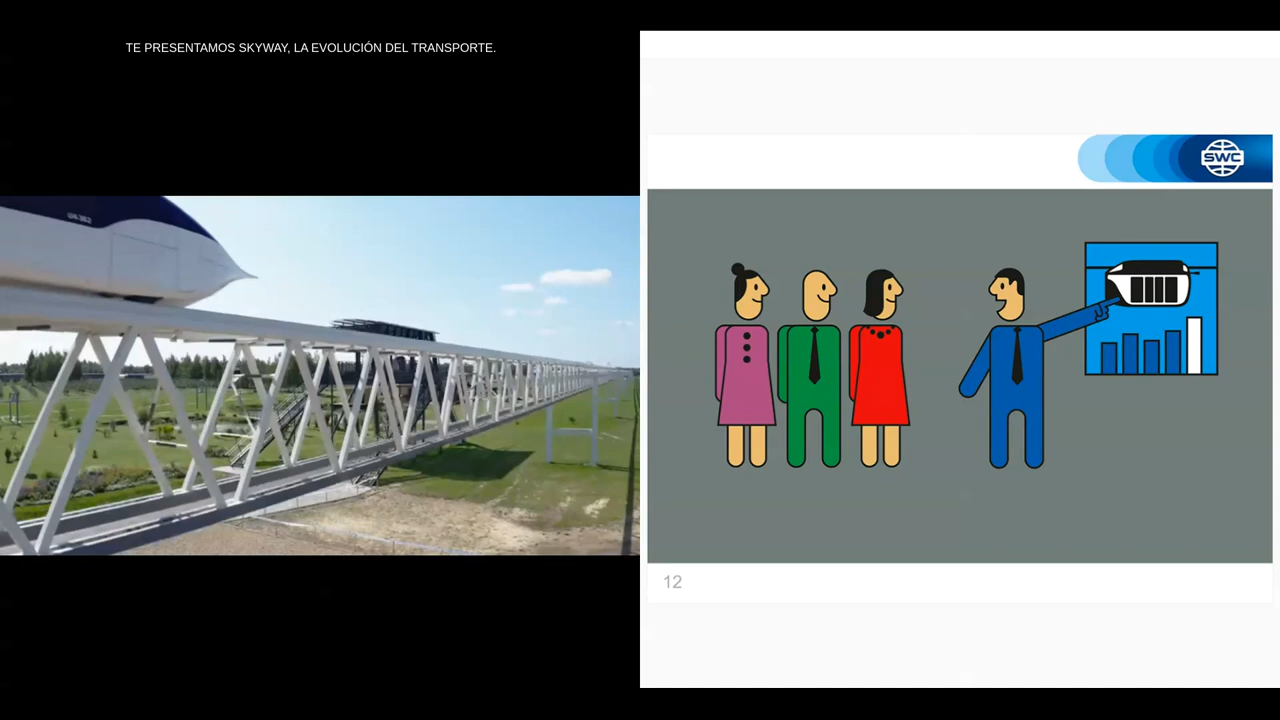 TE PRESENTAMOS SKYWAY, LA EVOLUCIÓN DEL TRANSPORTE.
SWC
12